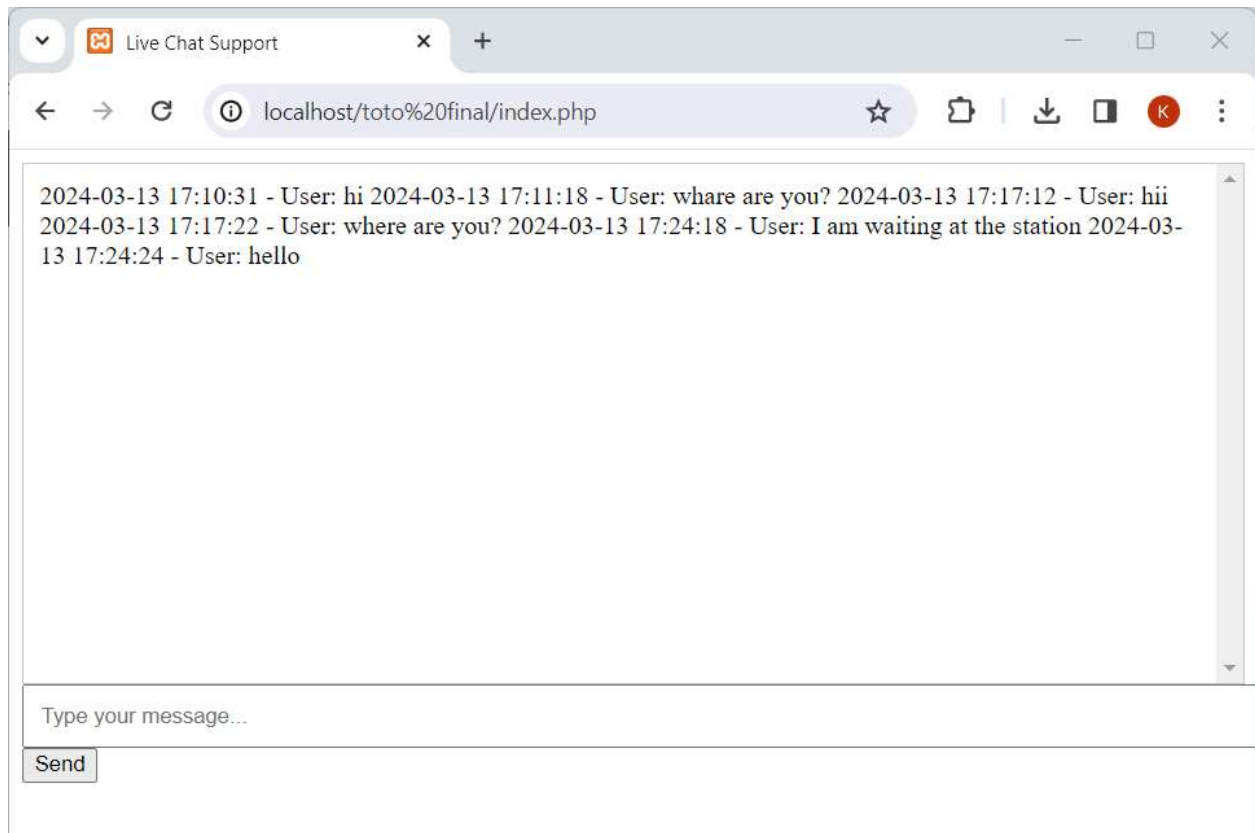 Live Chat Support
localhost/toto%20final/index.php
K
2024-03-13 17:10:31 - User: hi 2024-03-13 17:11:18 - User: whare are you? 2024-03-13 17:17:12 - User: hii
2024-03-13 17:17:22 - User: where are you? 2024-03-13 17:24:18 - User: I am waiting at the station 2024-03-
13 17:24:24 - User: hello
Type your message...
Send